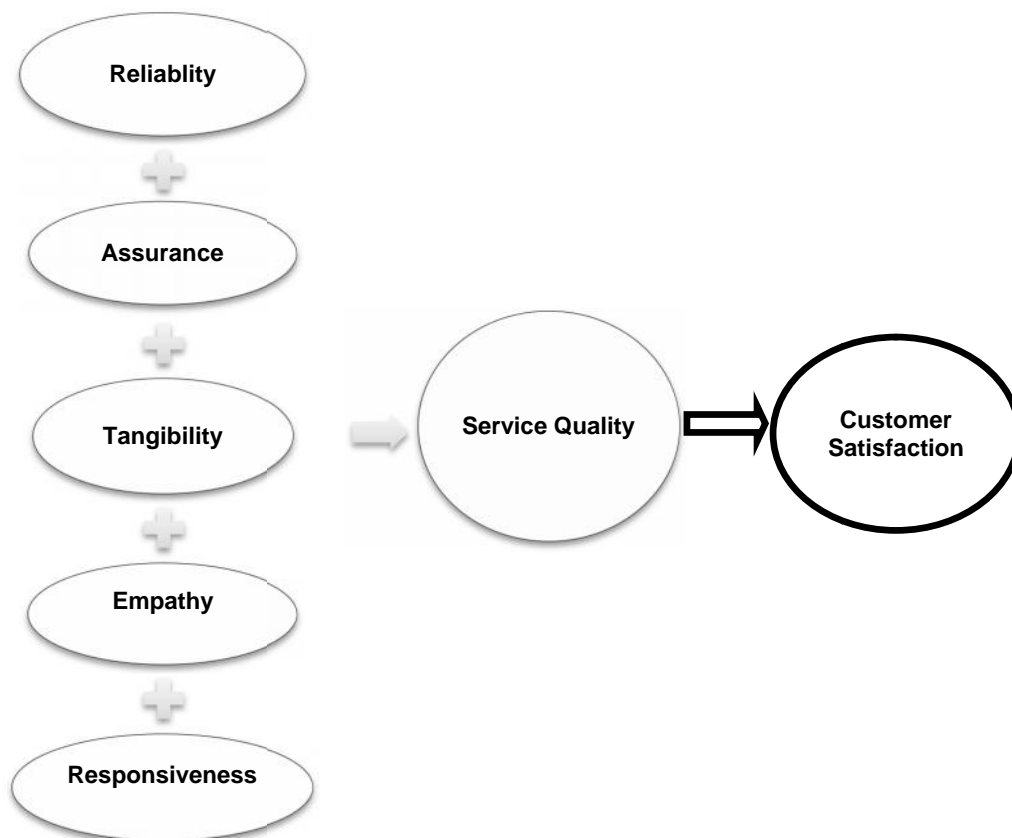 Reliablity
Assurance
Tangibility
Empathy
Responsiveness
Service Quality
Customer
Satisfaction